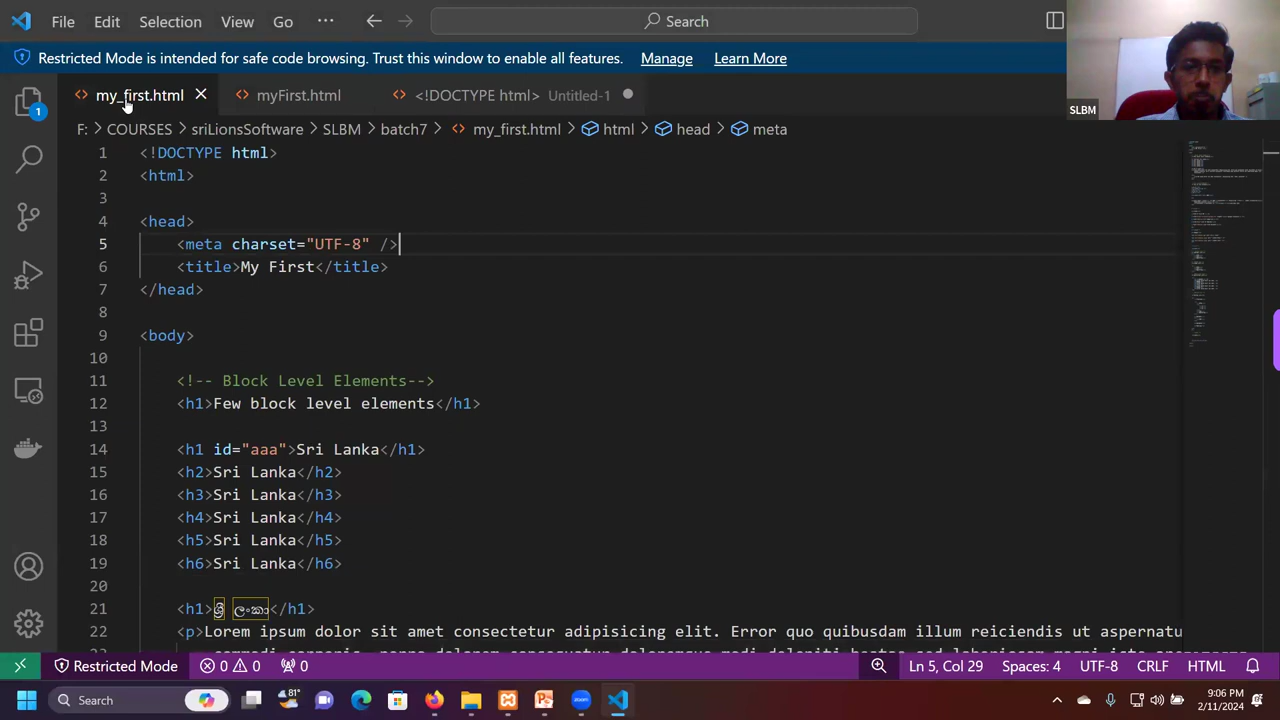 File Edit Selection View Go ··· Search
Restricted Mode is intended for safe code browsing. Trust this window to enable all features. Manage Learn More
SLBM
my_first.html myFirst.html <!DOCTYPE html> Untitled-1
1
F: > COURSES > sriLionsSoftware > SLBM > batch7 > my_first.html > html > head > meta
1 <!DOCTYPE html>
2 <html>
3
4 <head>
5 <meta charset="UTF-8" />
6 <title>My First</title>
7 </head>
8
9 <body>
10
11 <!-- Block Level Elements-->
12 <h1>Few block level elements</h1>
13
14 <h1 id="aaa">Sri Lanka</h1>
15 <h2>Sri Lanka</h2>
16 <h3>Sri Lanka</h3>
17 <h4>Sri Lanka</h4>
18 <h5>Sri Lanka</h5>
19 <h6>Sri Lanka</h6>
20
21 <h1>ශ්‍රී ලංකා</h1>
22 <p>Lorem ipsum dolor sit amet consectetur adipisicing elit. Error quo quibusdam illum reiciendis ut aspernatu
Restricted Mode 0 0 0 Ln 5, Col 29 Spaces: 4 UTF-8 CRLF HTML
Search 81° 9:06 PM
2/11/2024